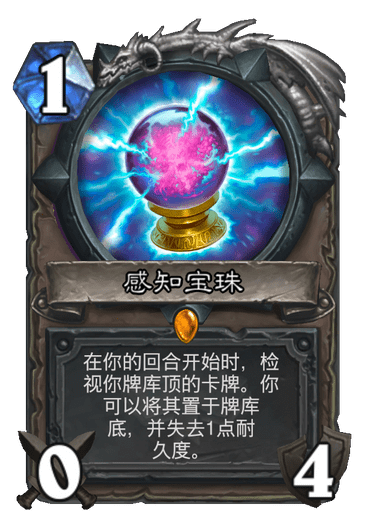 1
感知宝珠
在你的回合开始时，检
视你牌库顶的卡牌。你
可以将其置于牌库
底，并失去1点耐
久度。
0
4